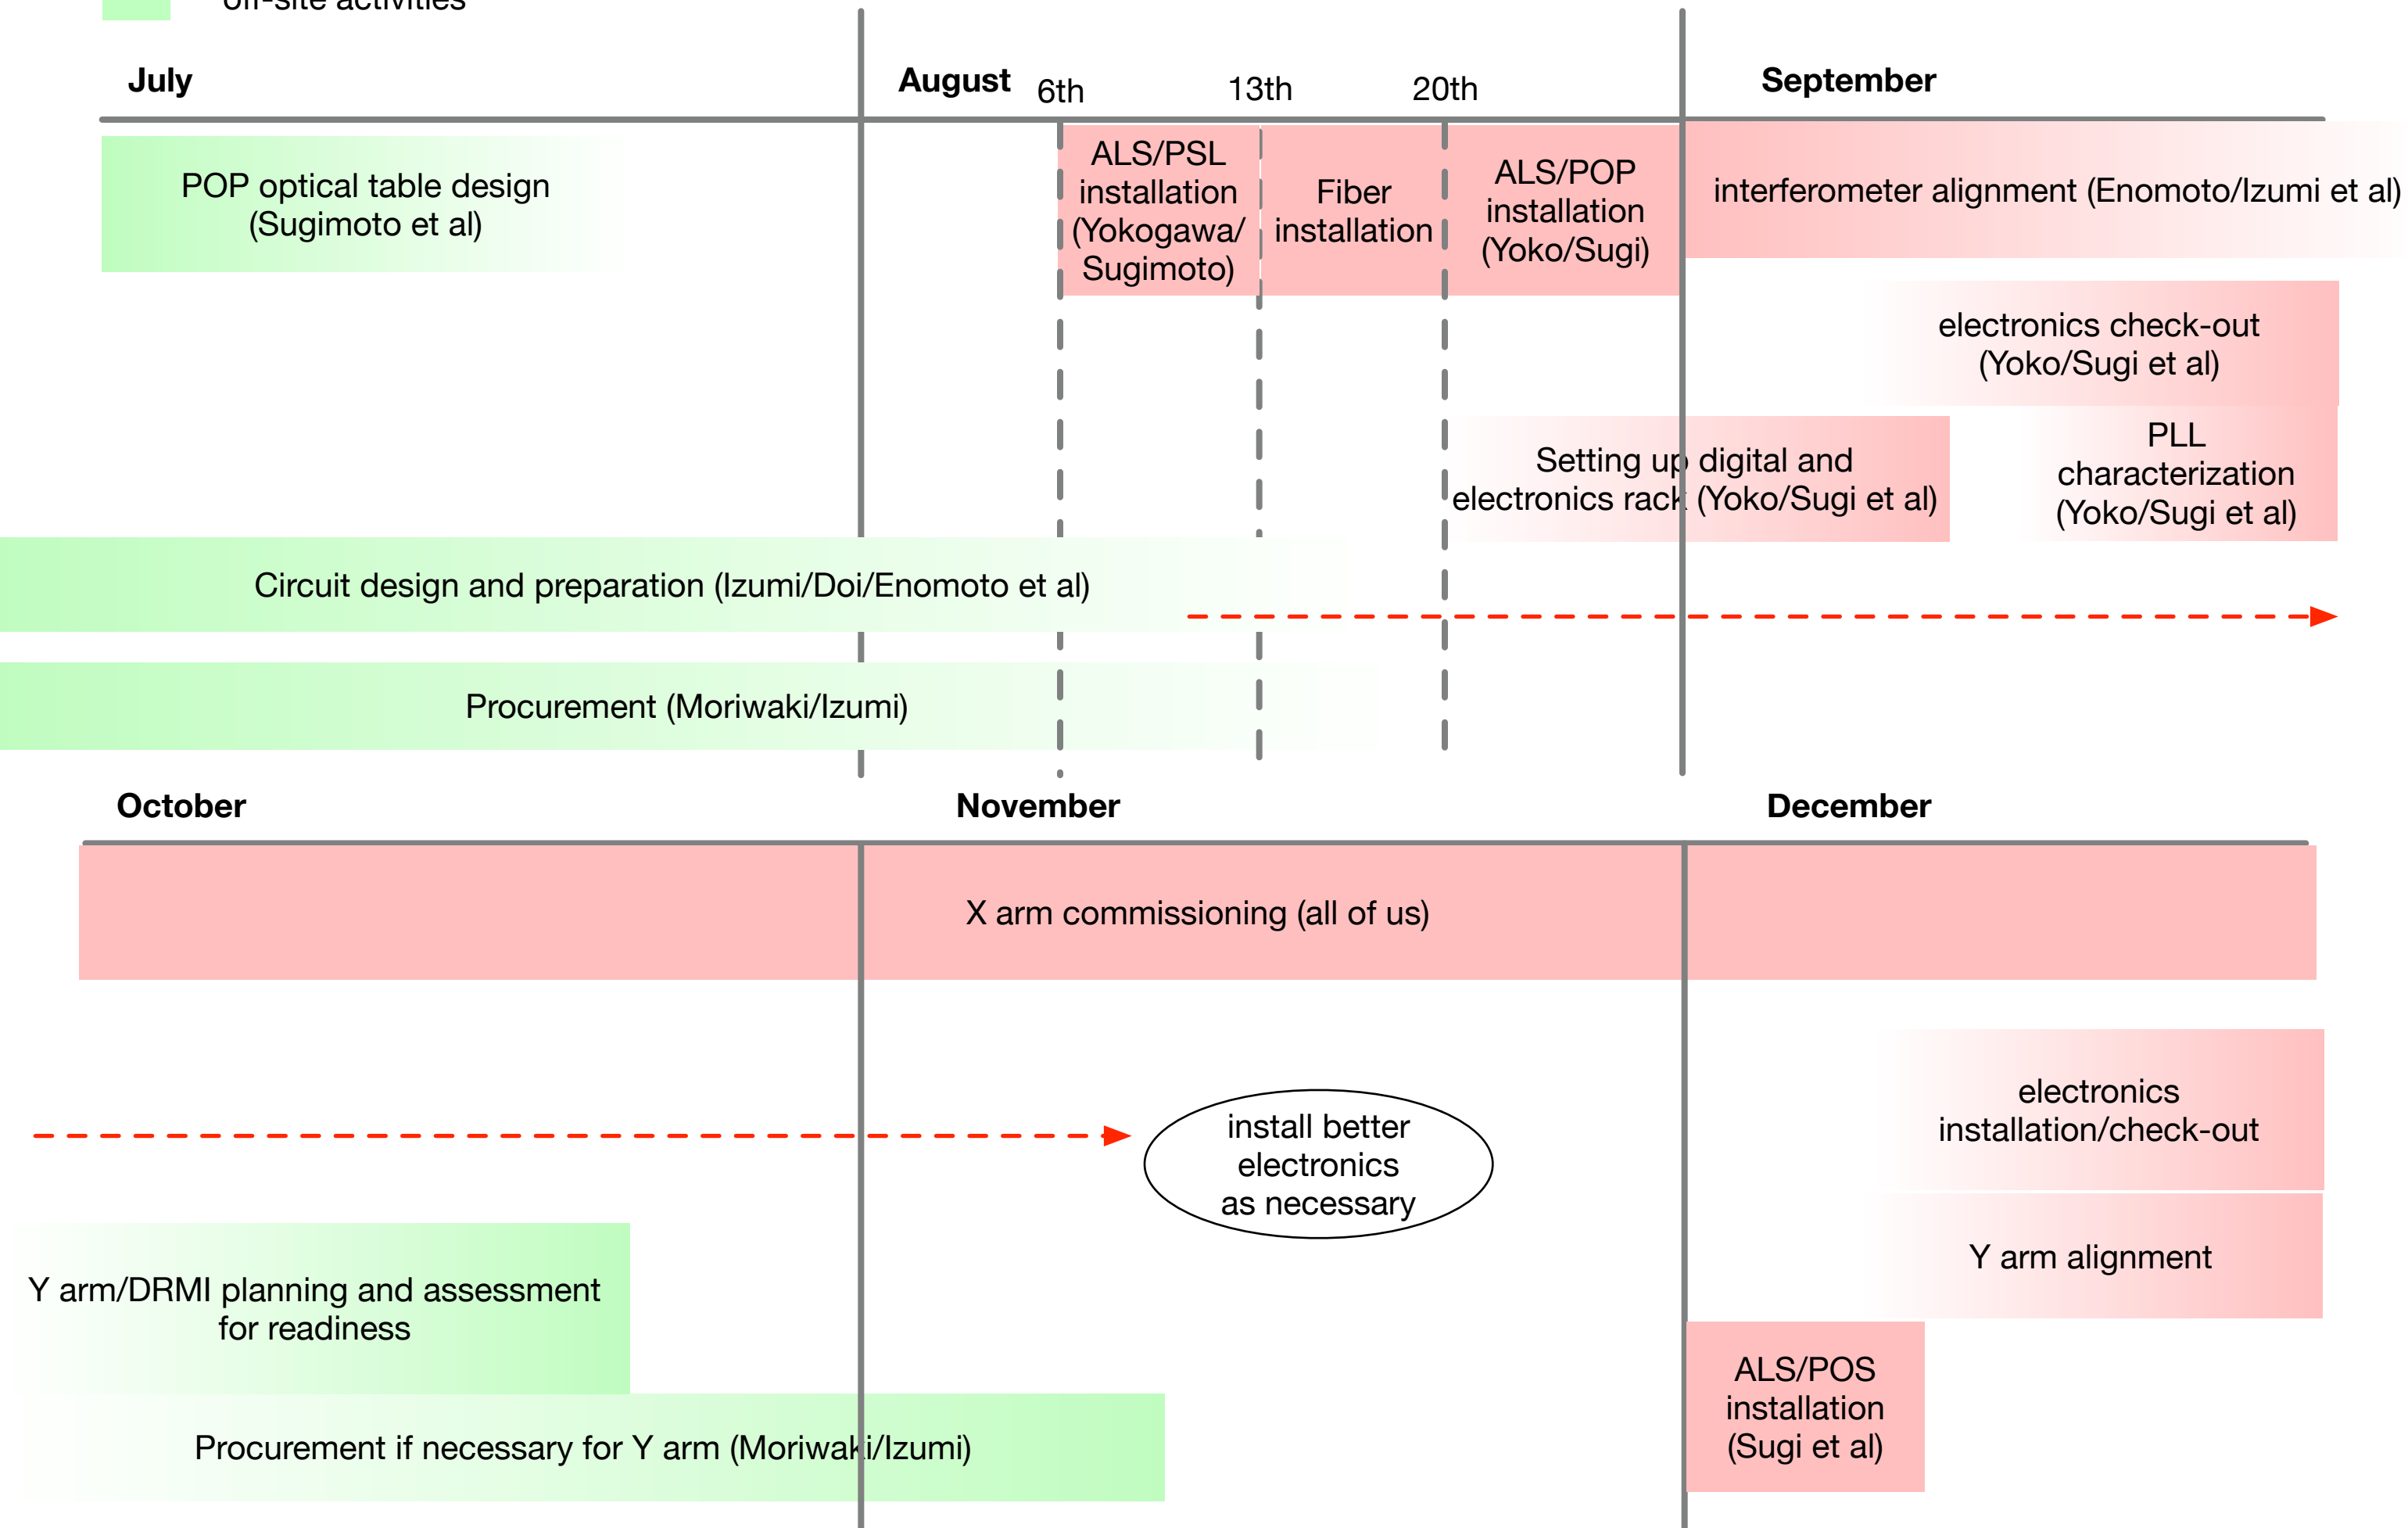 off-site activities
July
August
6th
13th
20th
September
POP optical table design
(Sugimoto et al)
ALS/PSL
installation
(Yokogawa/
Sugimoto)
Fiber
installation
ALS/POP
installation
(Yoko/Sugi)
interferometer alignment (Enomoto/Izumi et al)
electronics check-out
(Yoko/Sugi et al)
Setting up digital and
electronics rack (Yoko/Sugi et al)
PLL
characterization
(Yoko/Sugi et al)
Circuit design and preparation (Izumi/Doi/Enomoto et al)
Procurement (Moriwaki/Izumi)
October
November
December
X arm commissioning (all of us)
electronics
installation/check-out
install better
electronics
as necessary
Y arm alignment
Y arm/DRMI planning and assessment
for readiness
ALS/POS
installation
(Sugi et al)
Procurement if necessary for Y arm (Moriwaki/Izumi)